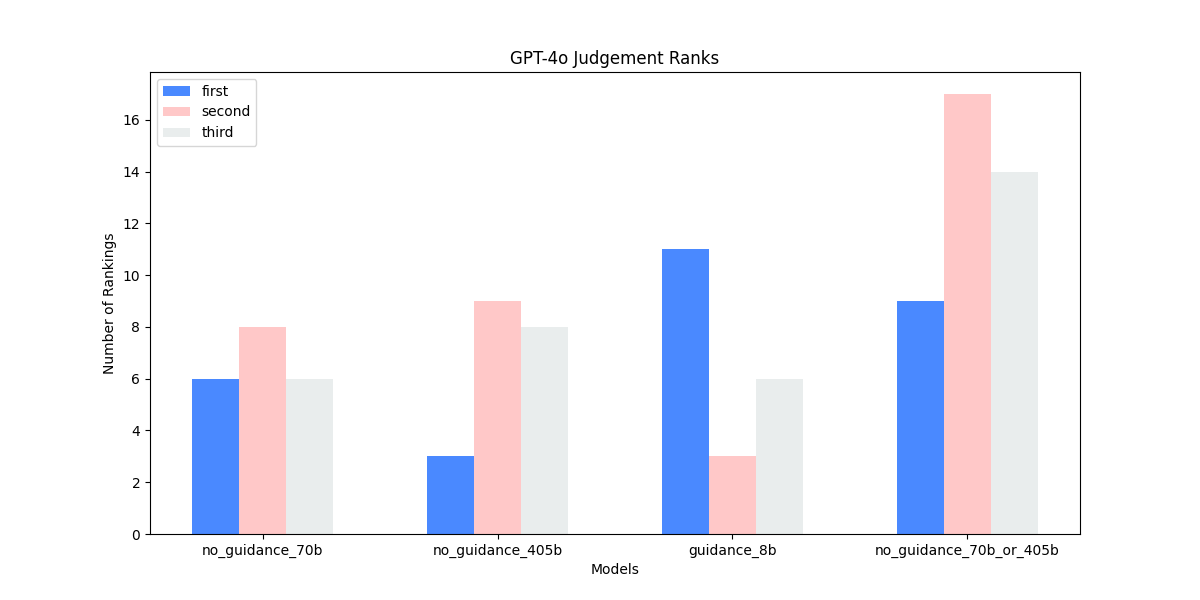 GPT-4o Judgement Ranks
first
second
third
16
14
12
10
8
6
4
2
0
Number of Rankings
no_guidance_70b
no_guidance_405b
guidance_8b
no_guidance_70b_or_405b
Models